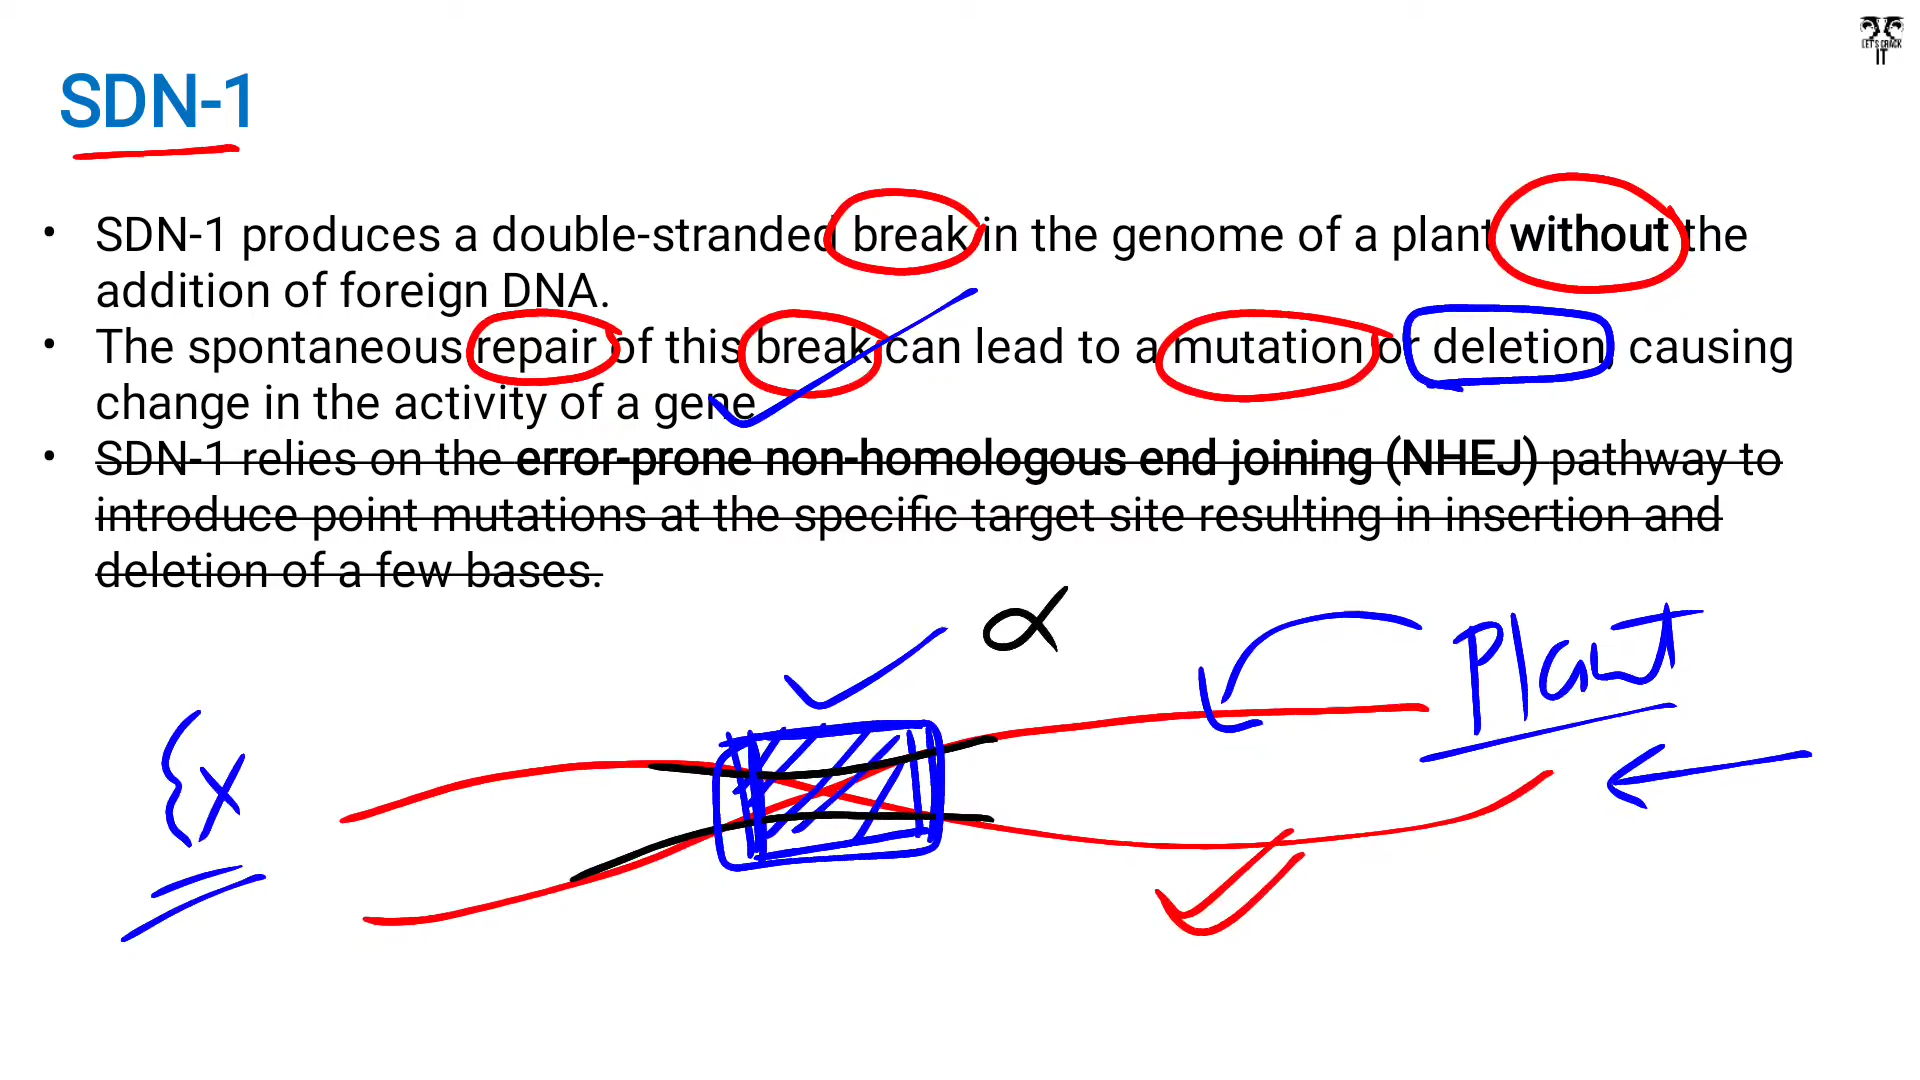 LET'S CRACK
IT
SDN-1
• SDN-1 produces a double-stranded break in the genome of a plant without the
addition of foreign DNA.
• The spontaneous repair of this break can lead to a mutation or deletion, causing
change in the activity of a gene
• SDN-1 relies on the error-prone non-homologous end joining (NHEJ) pathway to
introduce point mutations at the specific target site resulting in insertion and
deletion of a few bases.
α
Plant
Ex